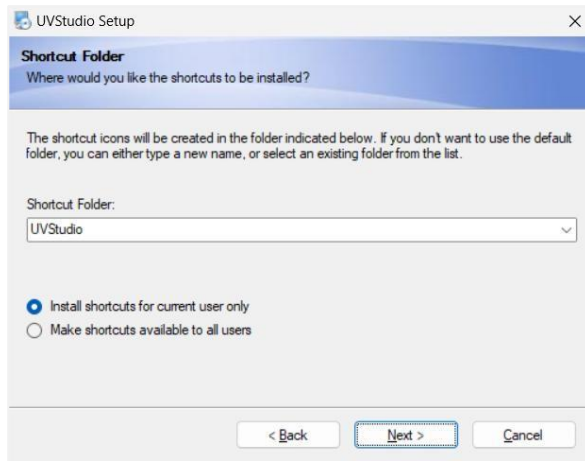 UVStudio Setup
Shortcut Folder
Where would you like the shortcuts to be installed?
The shortcut icons will be created in the folder indicated below. If you don't want to use the default
folder, you can either type a new name, or select an existing folder from the list.
Shortcut Folder:
UVStudio
Install shortcuts for current user only
Make shortcuts available to all users
< Back
Next >
Cancel